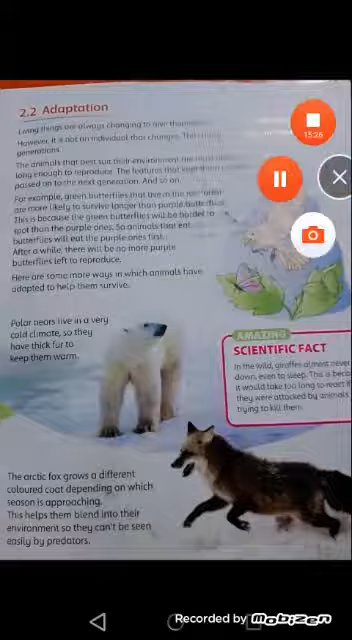 2.2 Adaptation
Living things are always changing to give
However, it is not an individual that changes.
generations.
The animals that best suit their environment are
long enough to reproduce. The features that
passed on to the next generation. And so on.
For example, green butterflies that live in the
are more likely to survive longer than purple butterflies.
This is because the green butterflies will be harder to
spot than the purple ones. So animals that eat
butterflies will eat the purple ones first.
After a while, there will be no more purple
butterflies left to reproduce.
Here are some more ways in which animals have
adapted to help them survive.
Polar bears live in a very
cold climate, so they
have thick fur to
keep them warm.
AMAZING
SCIENTIFIC FACT
In the wild, giraffes almost never
down, even to sleep. This is
it would take too long to react
they were attacked by animals
trying to kill them.
The arctic fox grows a different
coloured coat depending on which
season is approaching.
This helps them blend into their
environment so they can't be seen
easily by predators.
Recorded by Mobizen